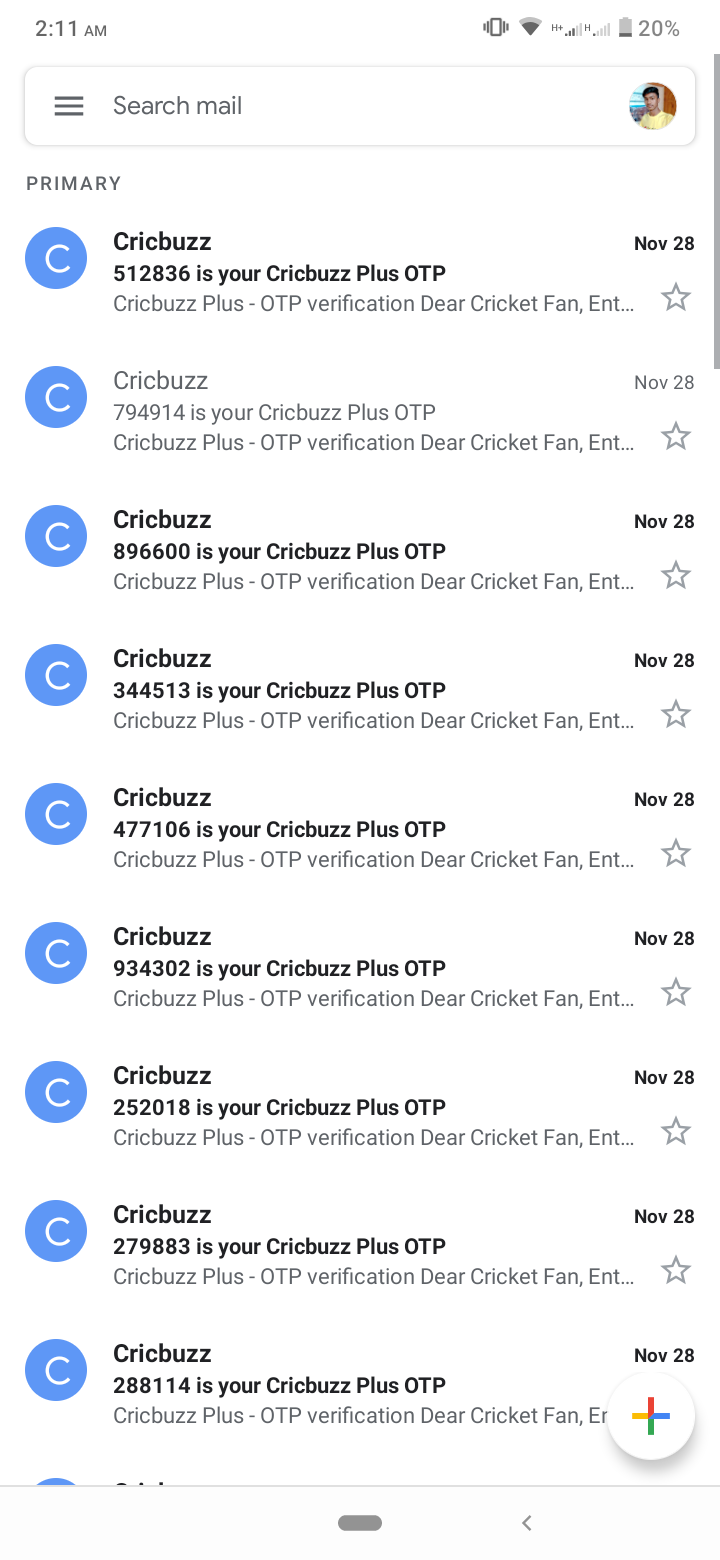 2:11 AM
H+ H 20%
Search mail
PRIMARY
C Cricbuzz Nov 28
512836 is your Cricbuzz Plus OTP
Cricbuzz Plus - OTP verification Dear Cricket Fan, Ent...
C Cricbuzz Nov 28
794914 is your Cricbuzz Plus OTP
Cricbuzz Plus - OTP verification Dear Cricket Fan, Ent...
C Cricbuzz Nov 28
896600 is your Cricbuzz Plus OTP
Cricbuzz Plus - OTP verification Dear Cricket Fan, Ent...
C Cricbuzz Nov 28
344513 is your Cricbuzz Plus OTP
Cricbuzz Plus - OTP verification Dear Cricket Fan, Ent...
C Cricbuzz Nov 28
477106 is your Cricbuzz Plus OTP
Cricbuzz Plus - OTP verification Dear Cricket Fan, Ent...
C Cricbuzz Nov 28
934302 is your Cricbuzz Plus OTP
Cricbuzz Plus - OTP verification Dear Cricket Fan, Ent...
C Cricbuzz Nov 28
252018 is your Cricbuzz Plus OTP
Cricbuzz Plus - OTP verification Dear Cricket Fan, Ent...
C Cricbuzz Nov 28
279883 is your Cricbuzz Plus OTP
Cricbuzz Plus - OTP verification Dear Cricket Fan, Ent...
C Cricbuzz Nov 28
288114 is your Cricbuzz Plus OTP
Cricbuzz Plus - OTP verification Dear Cricket Fan,